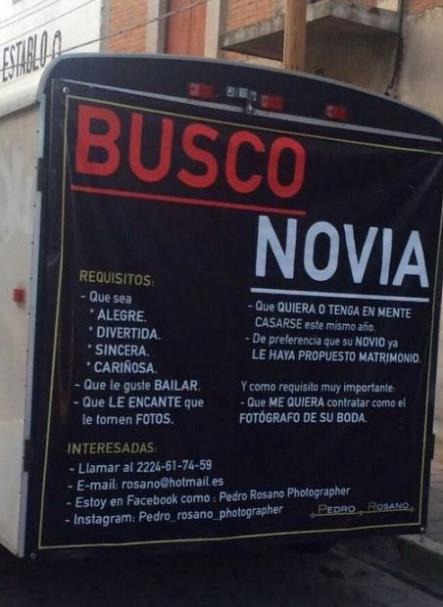 ESTABLO
BUSCO
NOVIA
REQUISITOS:
- Que sea
* ALEGRE.
* DIVERTIDA.
* SINCERA.
* CARIÑOSA.
- Que le guste BAILAR.
- Que LE ENCANTE que
le tomen FOTOS.
- Que QUIERA O TENGA EN MENTE
CASARSE este mismo año.
- De preferencia que su NOVIO ya
LE HAYA PROPUESTO MATRIMONIO.
Y como requisito muy importante:
- Que ME QUIERA contratar como el
FOTÓGRAFO DE SU BODA.
INTERESADAS:
- Llamar al 2224-61-74-59
- E-mail: rosano@hotmail.es
- Estoy en Facebook como : Pedro Rosano Photographer
- Instagram: Pedro_rosano_photographer
PEDRO ROSANO